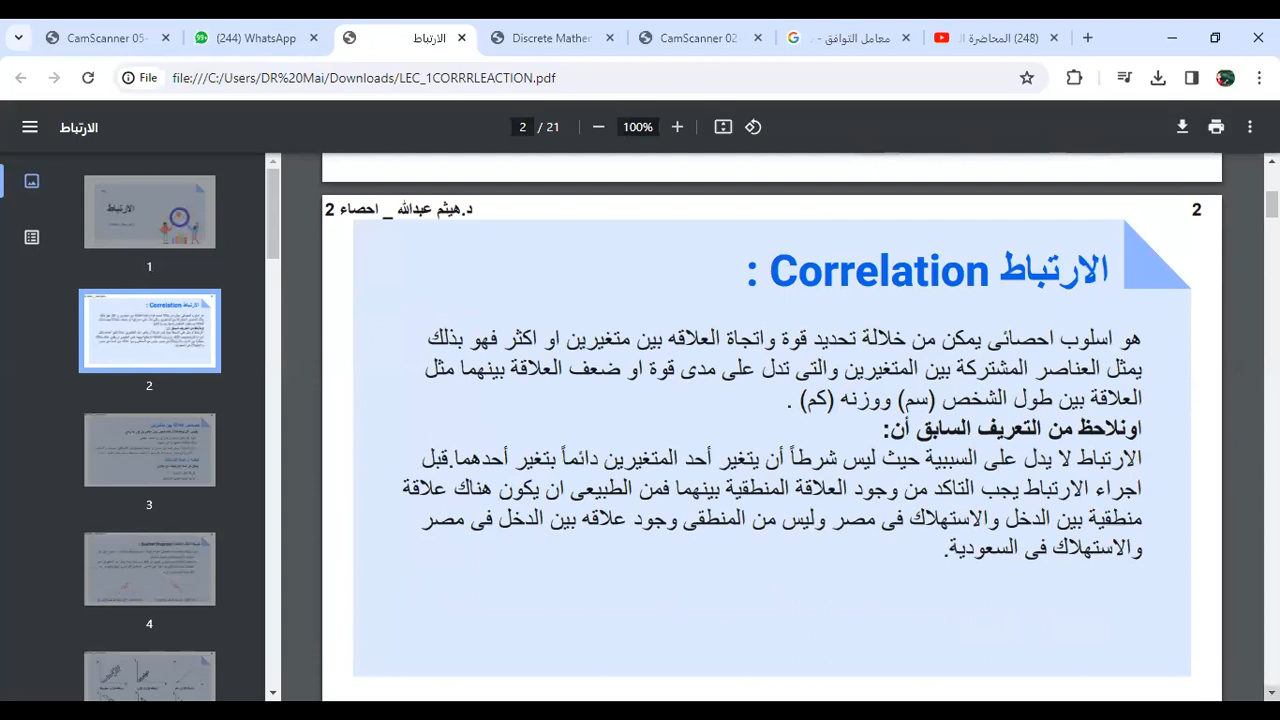 CamScanner 05-
(244) WhatsApp
الارتباط
Discrete Mather
CamScanner 02
معامل التوافق -
(248) المحاضرة ال
File
file:///C:/Users/DR%20Mai/Downloads/LEC_1CORRRLEACTION.pdf
الارتباط
2 / 21
100%
د.هيثم عبدالله _ احصاء 2
2
الارتباط Correlation :
هو اسلوب احصائى يمكن من خلالة تحديد قوة واتجاة العلاقه بين متغيرين او اكثر فهو بذلك
يمثل العناصر المشتركة بين المتغيرين والتى تدل على مدى قوة او ضعف العلاقة بينهما مثل
العلاقة بين طول الشخص (سم) ووزنه (كم) .
اونلاحظ من التعريف السابق أن:
الارتباط لا يدل على السببية حيث ليس شرطاً أن يتغير أحد المتغيرين دائماً بتغير أحدهما.قبل
اجراء الارتباط يجب التاكد من وجود العلاقة المنطقية بينهما فمن الطبيعى ان يكون هناك علاقة
منطقية بين الدخل والاستهلاك فى مصر وليس من المنطقى وجود علاقه بين الدخل فى مصر
والاستهلاك فى السعودية.
الارتباط
1
الارتباط Correlation :
2
3
4